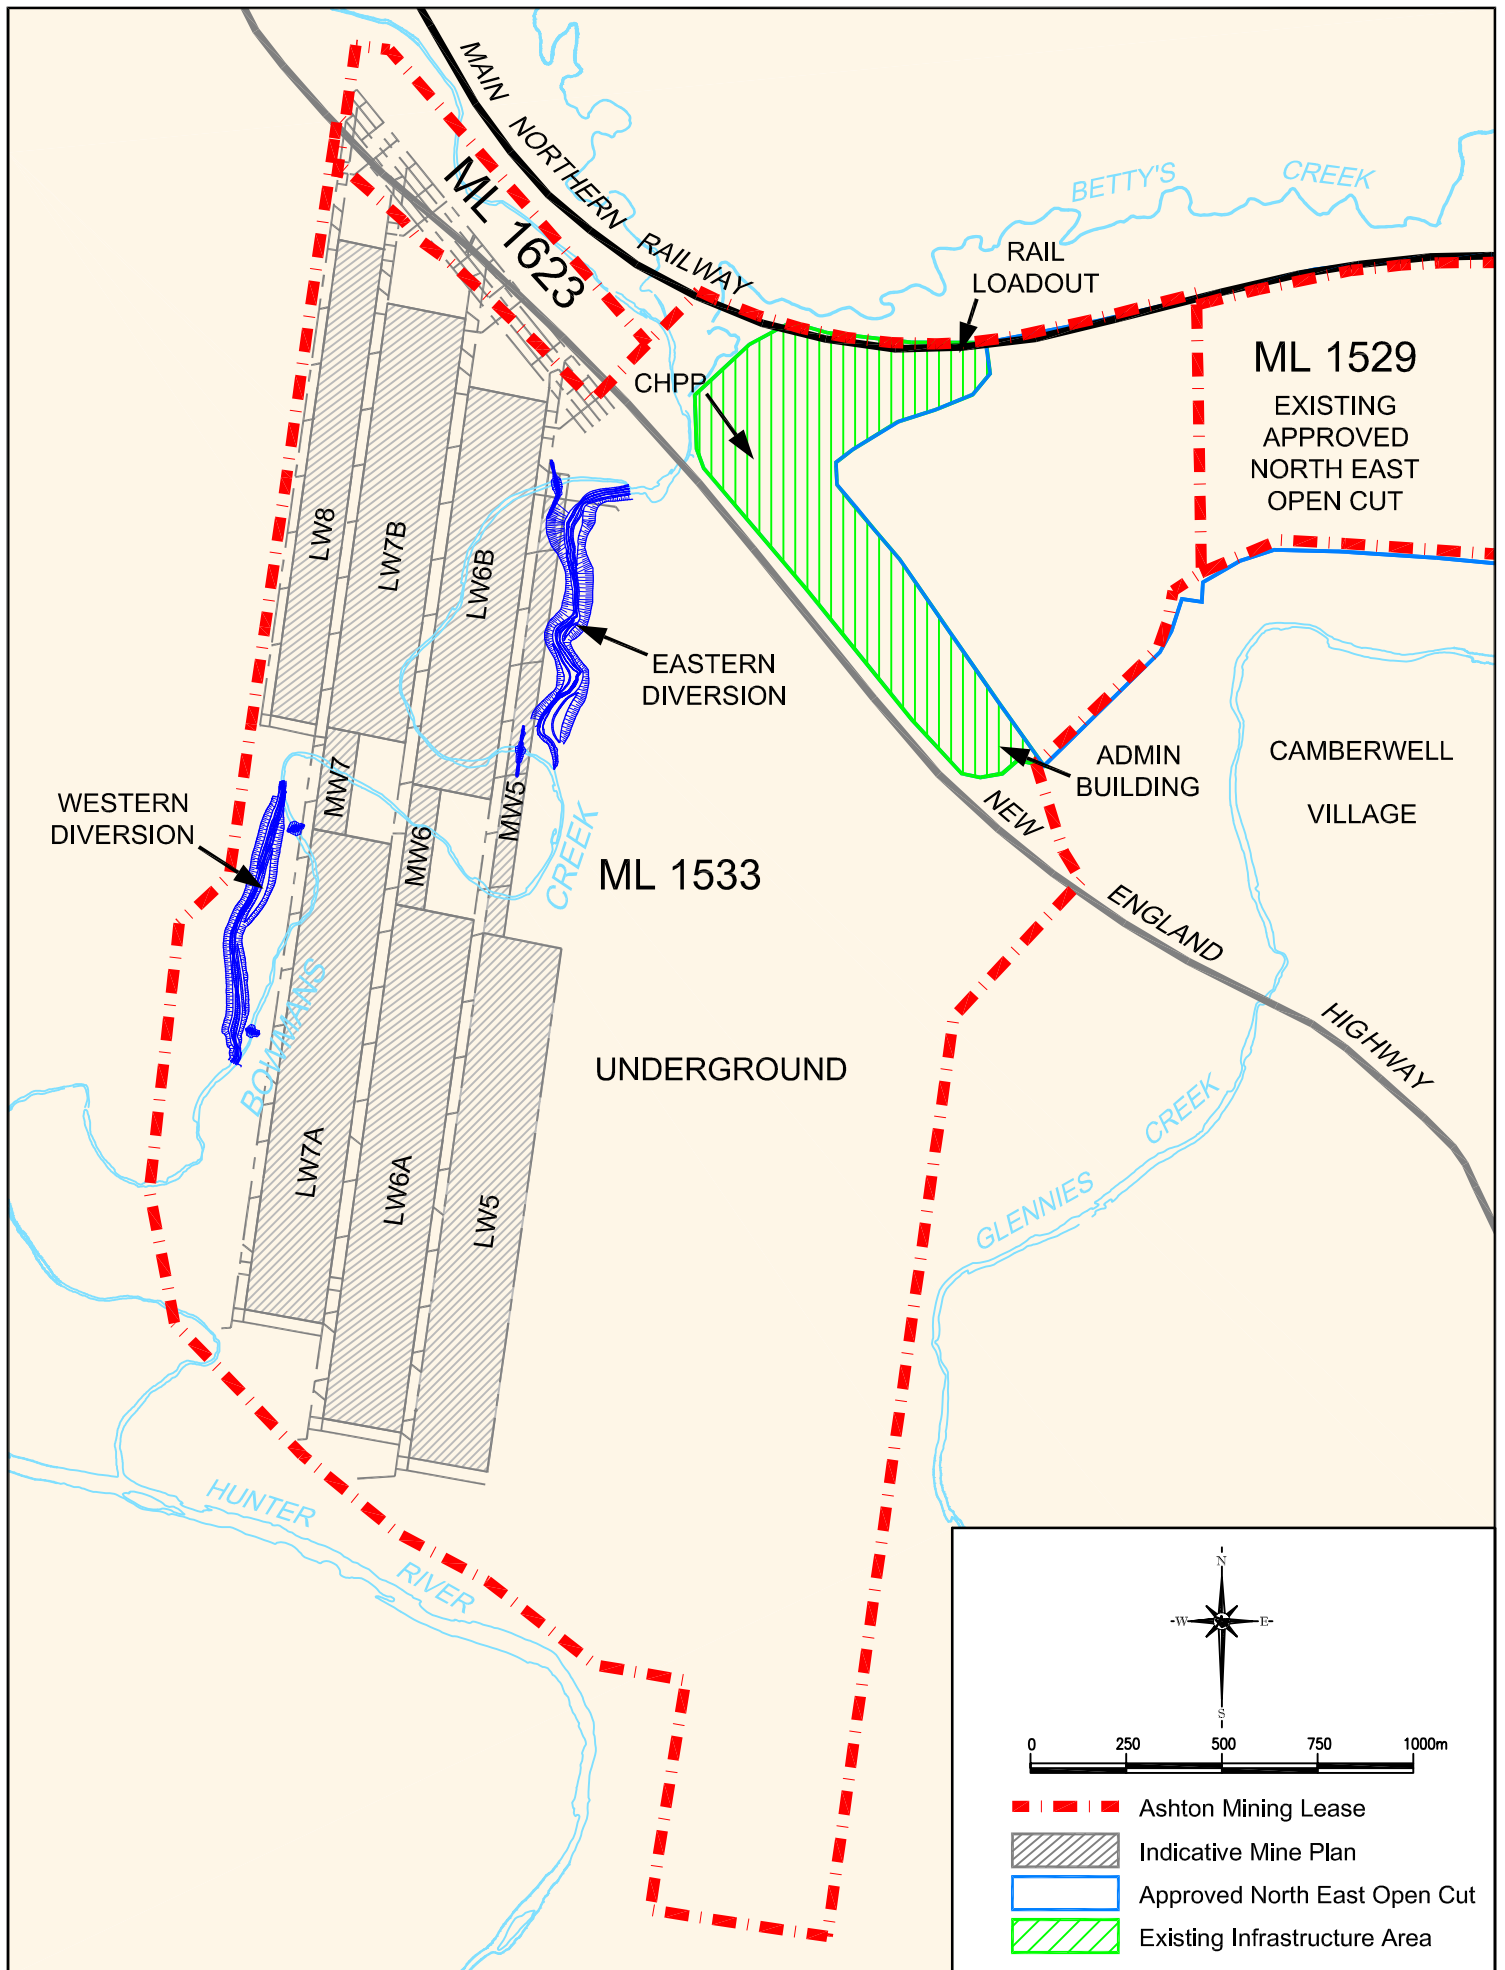 MAIN NORTHERN RAILWAY
ML 1623
BETTY'S CREEK
RAIL
LOADOUT
CHPP
ML 1529
EXISTING
APPROVED
NORTH EAST
OPEN CUT
LW8
LW7B
LW6B
EASTERN
DIVERSION
ADMIN
BUILDING
CAMBERWELL
VILLAGE
WESTERN
DIVERSION
MW7
MW6
MW5
ML 1533
NEW ENGLAND HIGHWAY
BOWMANS CREEK
UNDERGROUND
GLENNIES CREEK
LW7A
LW6A
LW5
HUNTER RIVER
N
W
E
S
0 250 500 750 1000m
Ashton Mining Lease
Indicative Mine Plan
Approved North East Open Cut
Existing Infrastructure Area